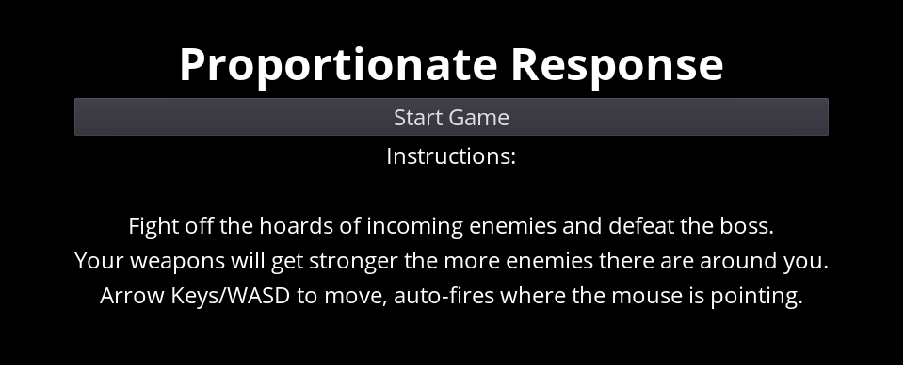 Proportionate Response
Start Game
Instructions:
Fight off the hoards of incoming enemies and defeat the boss.
Your weapons will get stronger the more enemies there are around you.
Arrow Keys/WASD to move, auto-fires where the mouse is pointing.